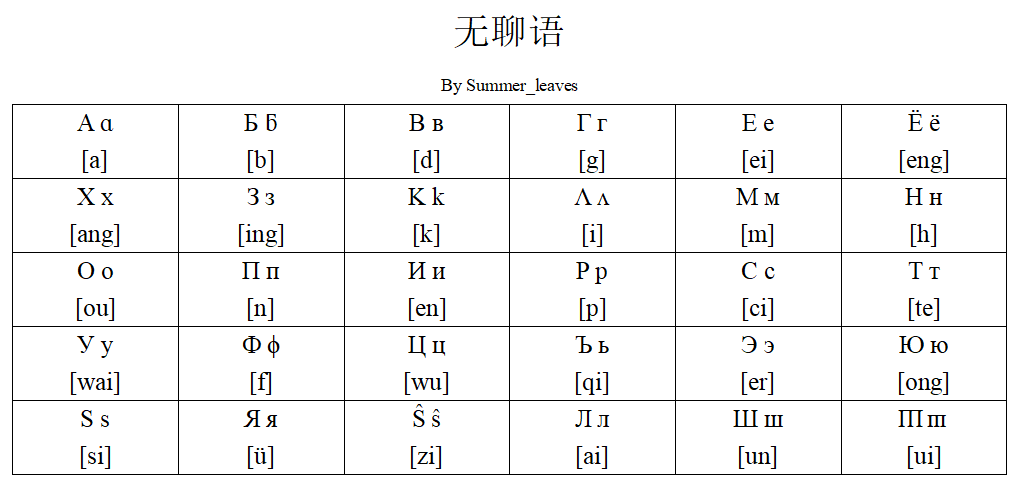 无聊语
By Summer_leaves
А ɑ Б ƃ В в Г г Е е Ё ё
[a] [b] [d] [g] [ei] [eng]
Х х З з K k Λ ʌ М м Н н
[ang] [ing] [k] [i] [m] [h]
О о П п И и Р р С с Т т
[ou] [n] [en] [p] [ci] [te]
У у Ф ф Ц ц Ъ ь Э э Ю ю
[wai] [f] [wu] [qi] [er] [ong]
S s Я я Ŝ ŝ Л л Ш ш ꟺ ɯ
[si] [ü] [zi] [ai] [un] [ui]